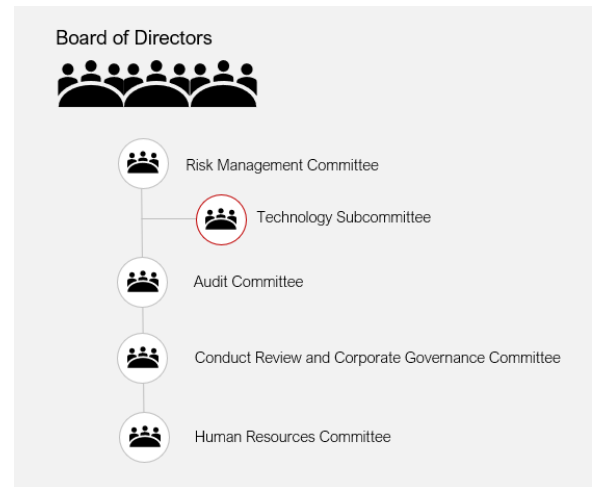 Board of Directors
Risk Management Committee
Technology Subcommittee
Audit Committee
Conduct Review and Corporate Governance Committee
Human Resources Committee